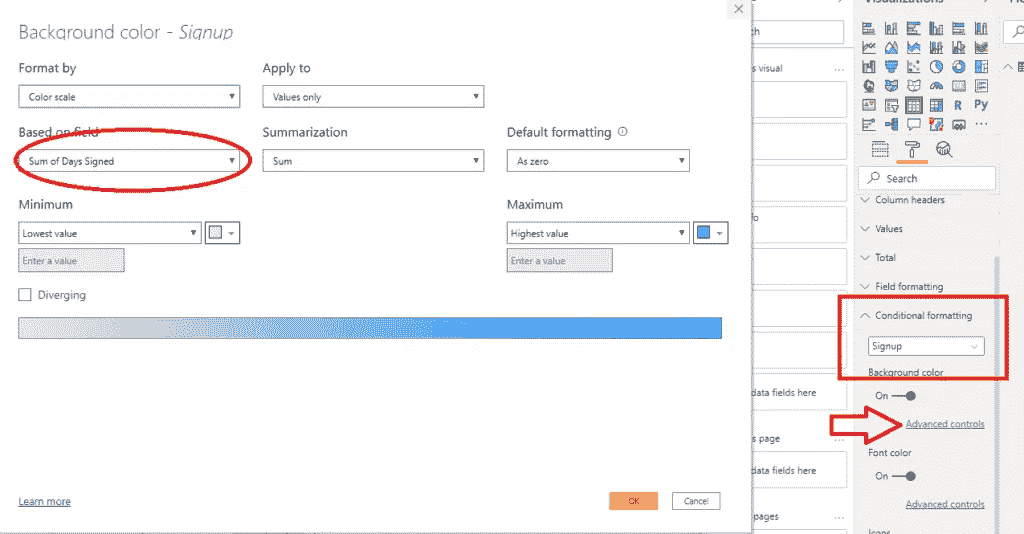 Background color - Signup
Format by
Apply to
Color scale
Values only
Based on field
Summarization
Default formatting
Sum of Days Signed
Sum
As zero
Minimum
Maximum
Lowest value
Highest value
Enter a value
Enter a value
Diverging
Learn more
OK
Cancel
s visual
data fields here
s page
data fields here
pages
Visualizations
R
Py
Search
Column headers
Values
Total
Field formatting
Conditional formatting
Signup
Background color
On
Advanced controls
Font color
On
Advanced controls
Icons